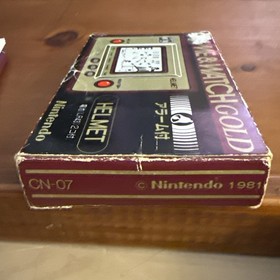 GAME&WATCH GOLD
アラーム付
HELMET
Nintendo
CN-07
© Nintendo 1981